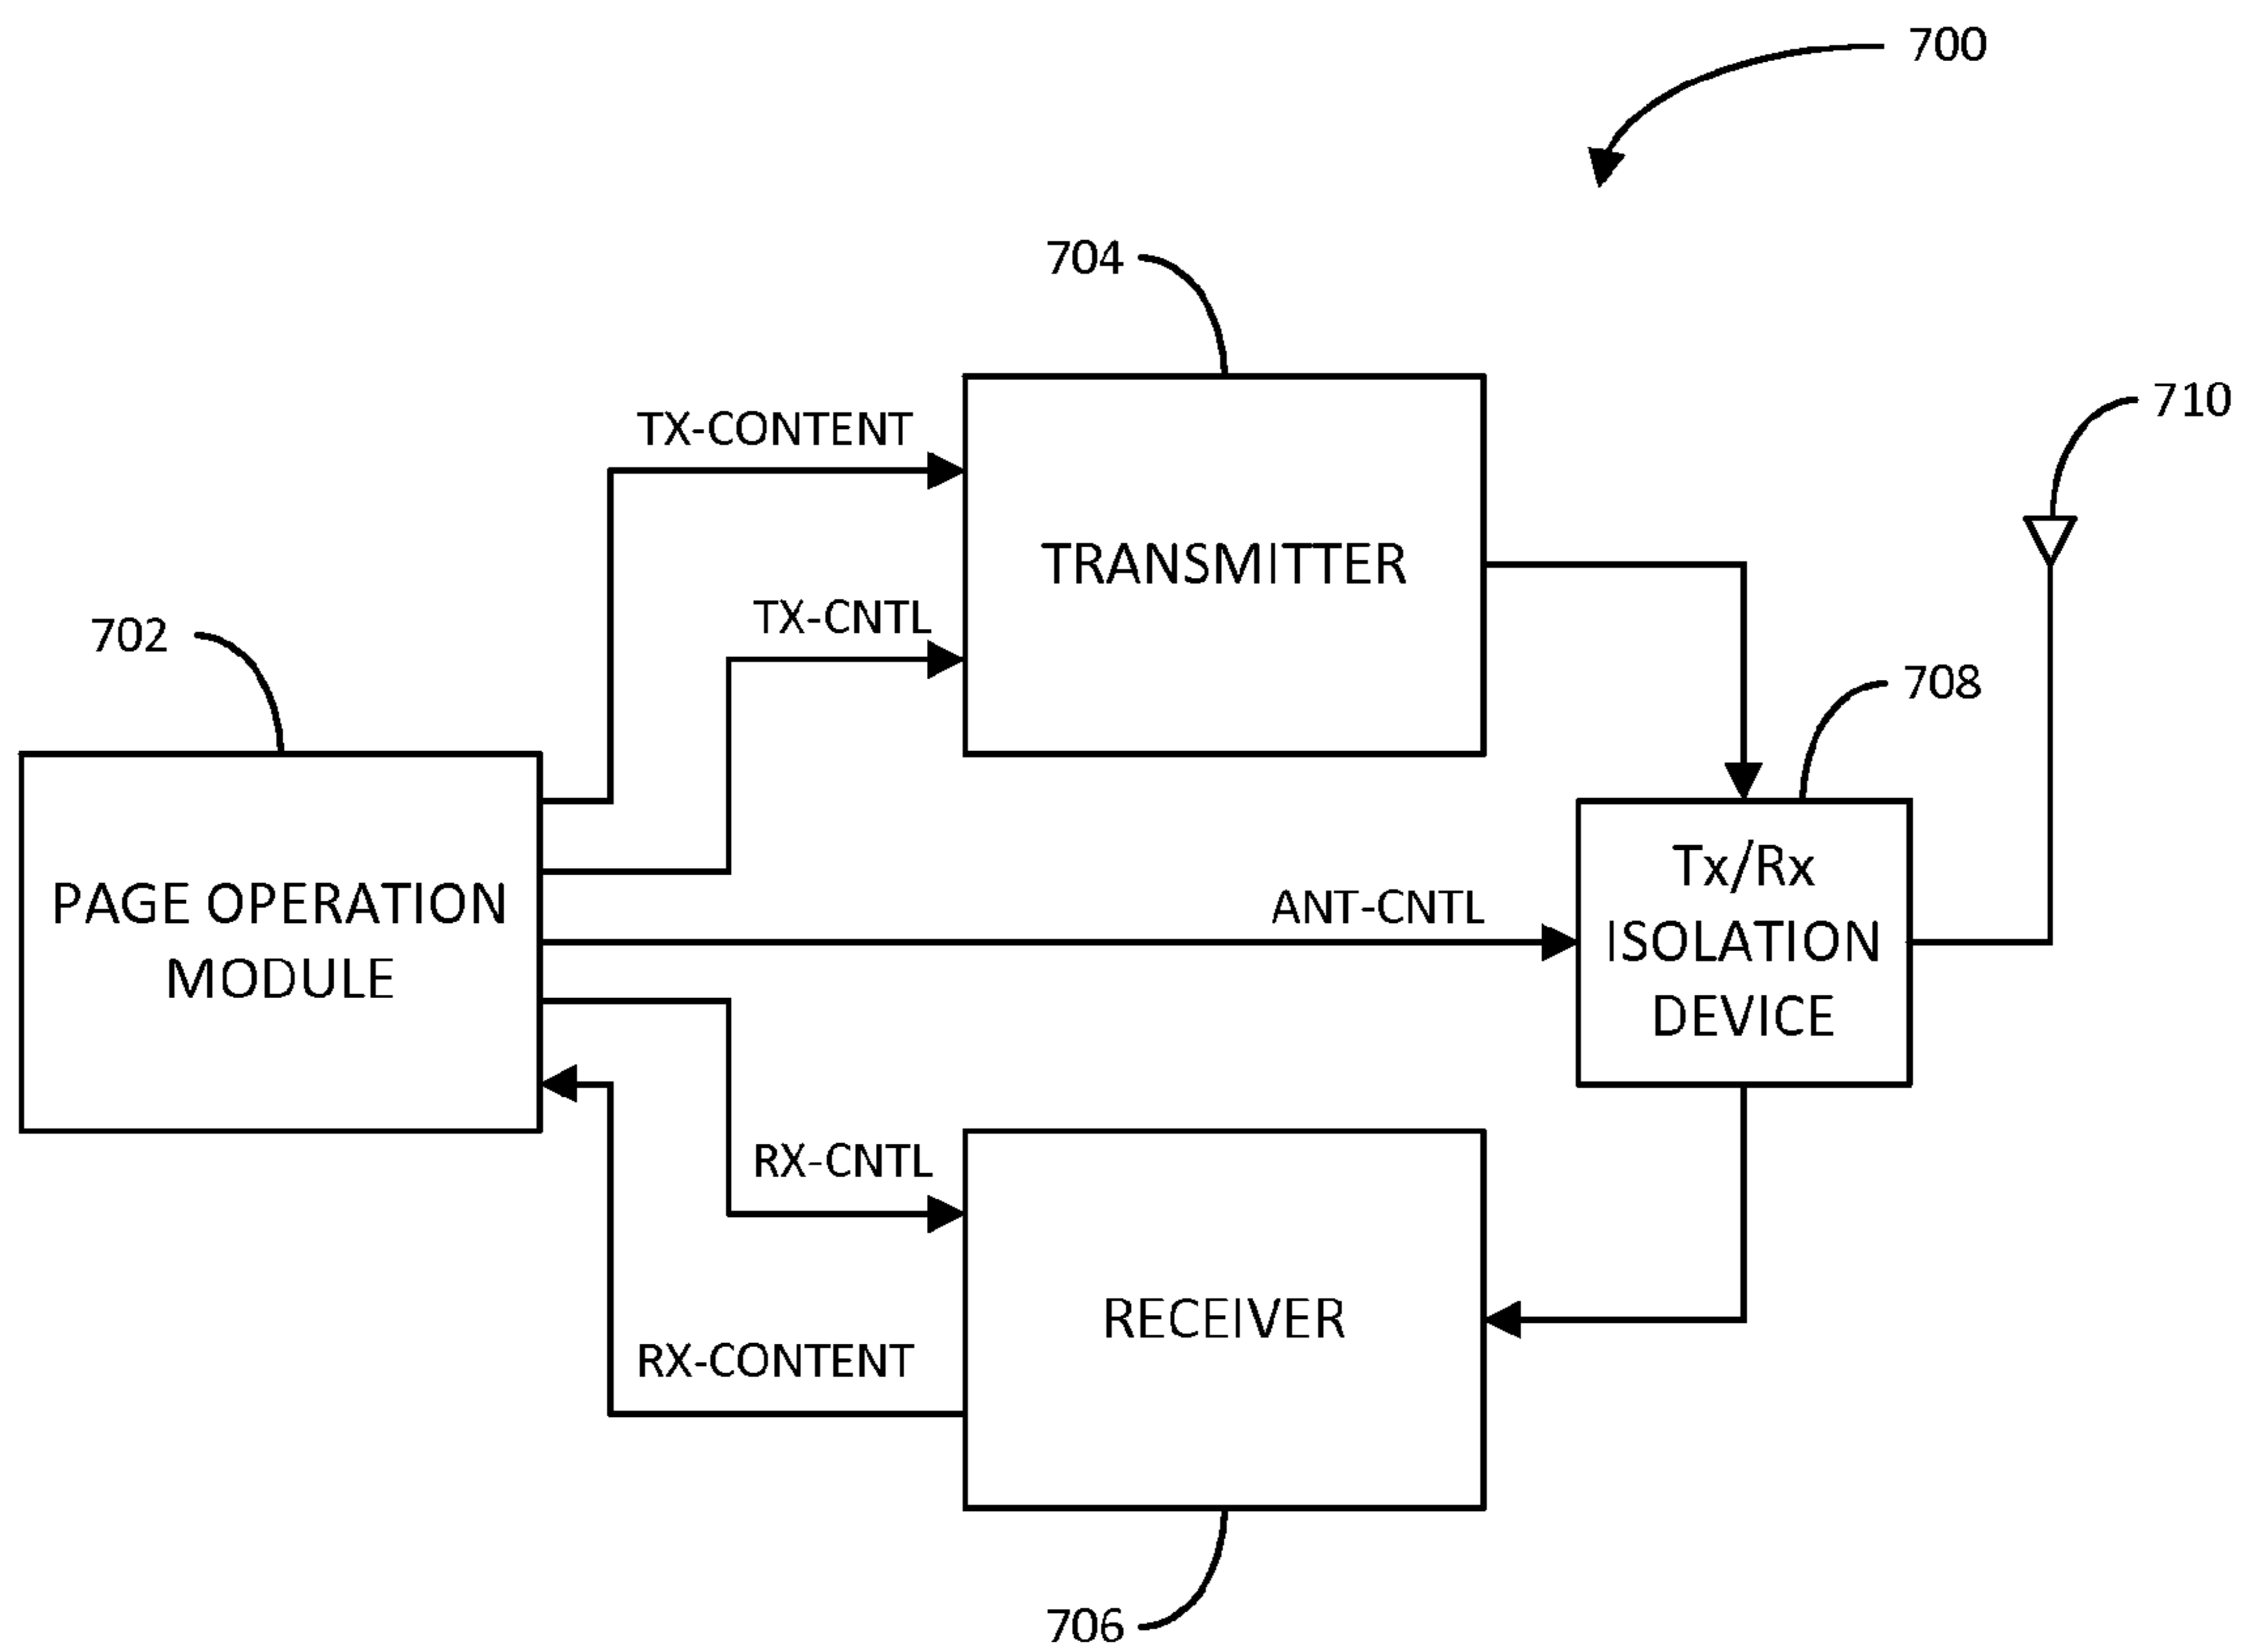 700
704
710
TX-CONTENT
TRANSMITTER
TX-CNTL
702
708
PAGE OPERATION
MODULE
ANT-CNTL
Tx/Rx
ISOLATION
DEVICE
RX-CNTL
RECEIVER
RX-CONTENT
706